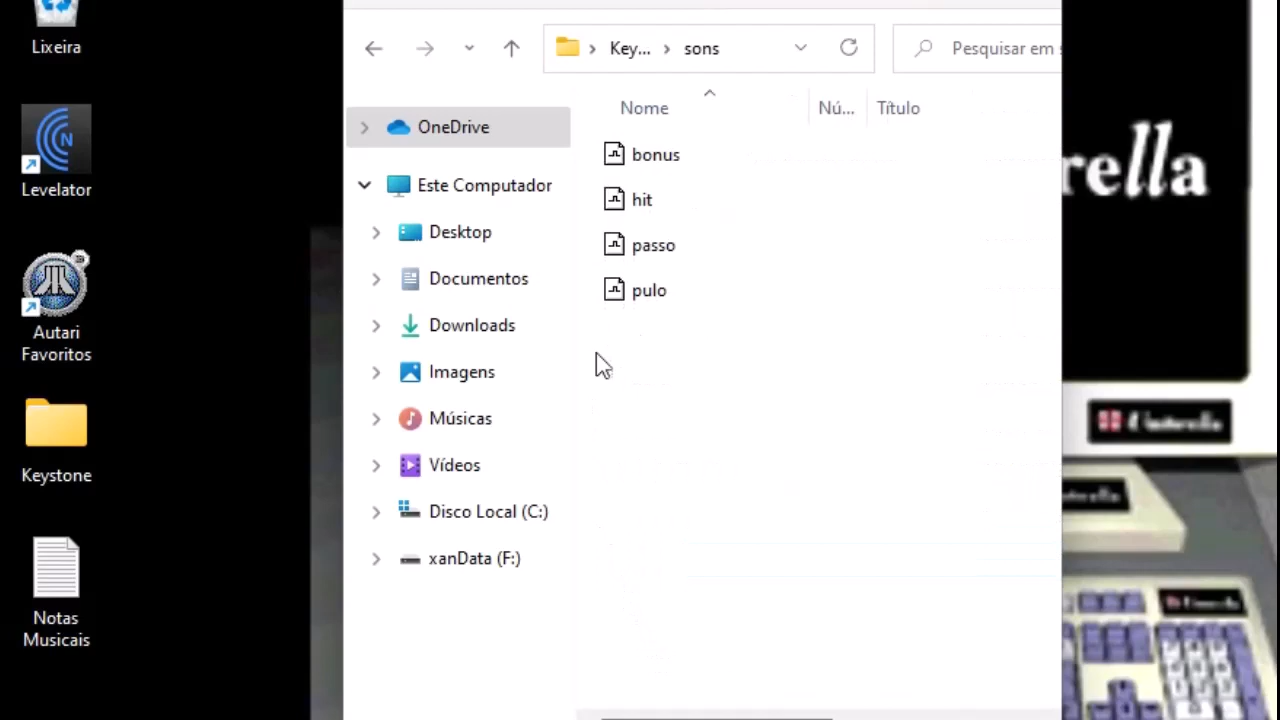 Lixeira
Levelator
Autari
Favoritos
Keystone
Notas
Musicais
Key...
sons
Pesquisar em
Nome
Nú...
Título
OneDrive
Este Computador
Desktop
Documentos
Downloads
Imagens
Músicas
Vídeos
Disco Local (C:)
xanData (F:)
bonus
hit
passo
pulo
rella
Cinterella